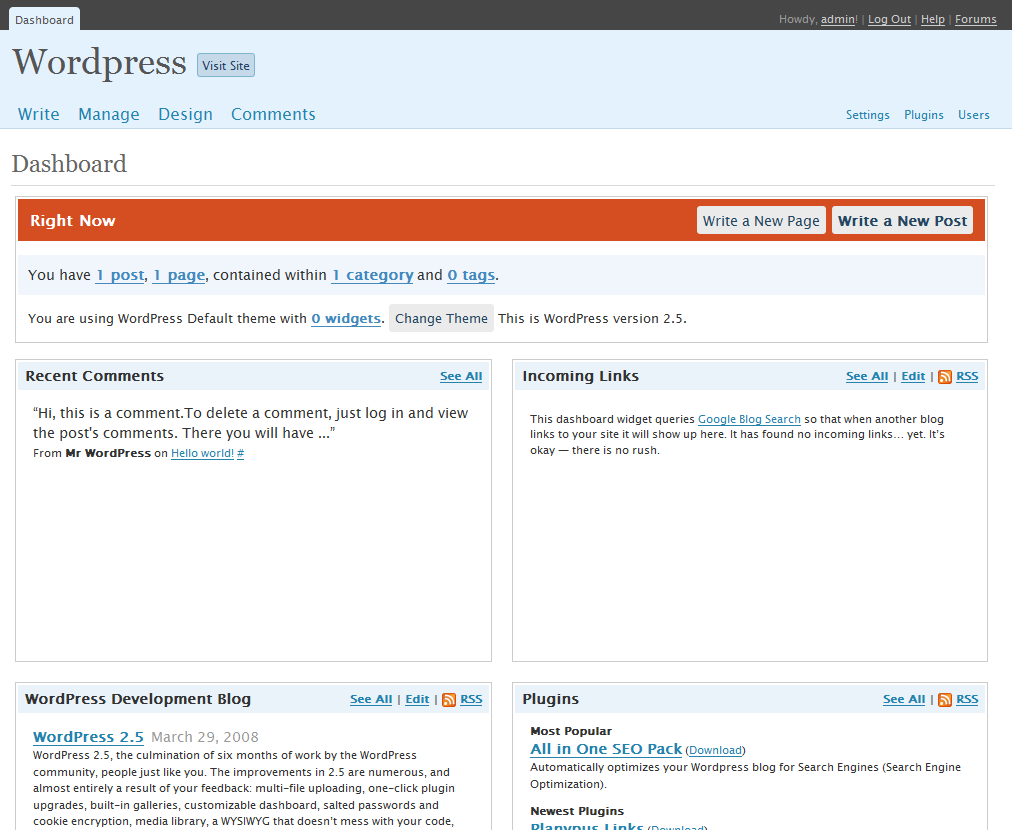 Dashboard
Howdy, admin! | Log Out | Help | Forums
Wordpress Visit Site
Write Manage Design Comments
Settings Plugins Users
Dashboard
Right Now
Write a New Page Write a New Post
You have 1 post, 1 page, contained within 1 category and 0 tags.
You are using WordPress Default theme with 0 widgets. Change Theme This is WordPress version 2.5.
Recent Comments See All
“Hi, this is a comment.To delete a comment, just log in and view
the post's comments. There you will have ...”
From Mr WordPress on Hello world! #
Incoming Links See All | Edit | RSS
This dashboard widget queries Google Blog Search so that when another blog
links to your site it will show up here. It has found no incoming links... yet. It's
okay — there is no rush.
WordPress Development Blog See All | Edit | RSS
WordPress 2.5 March 29, 2008
WordPress 2.5, the culmination of six months of work by the WordPress
community, people just like you. The improvements in 2.5 are numerous, and
almost entirely a result of your feedback: multi-file uploading, one-click plugin
upgrades, built-in galleries, customizable dashboard, salted passwords and
cookie encryption, media library, a WYSIWYG that doesn't mess with your code,
Plugins See All | RSS
Most Popular
All in One SEO Pack (Download)
Automatically optimizes your Wordpress blog for Search Engines (Search Engine
Optimization).
Newest Plugins
Planypus Links (Download)